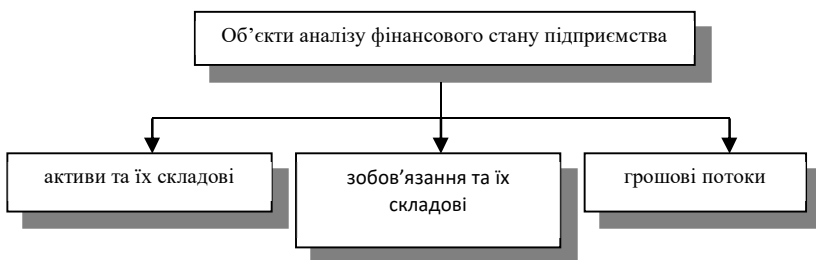 Об’єкти аналізу фінансового стану підприємства
активи та їх складові
зобов’язання та їх
складові
грошові потоки